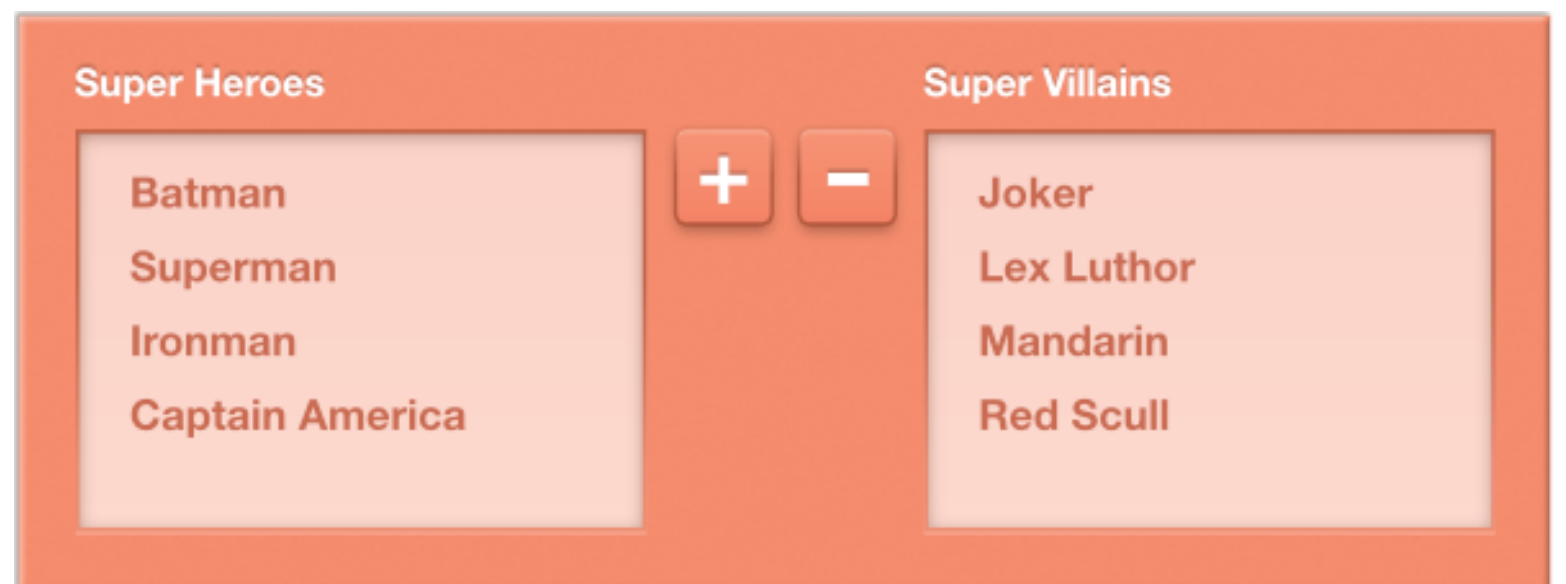 Super Heroes
Batman
Superman
Ironman
Captain America
+ -
Super Villains
Joker
Lex Luthor
Mandarin
Red Scull